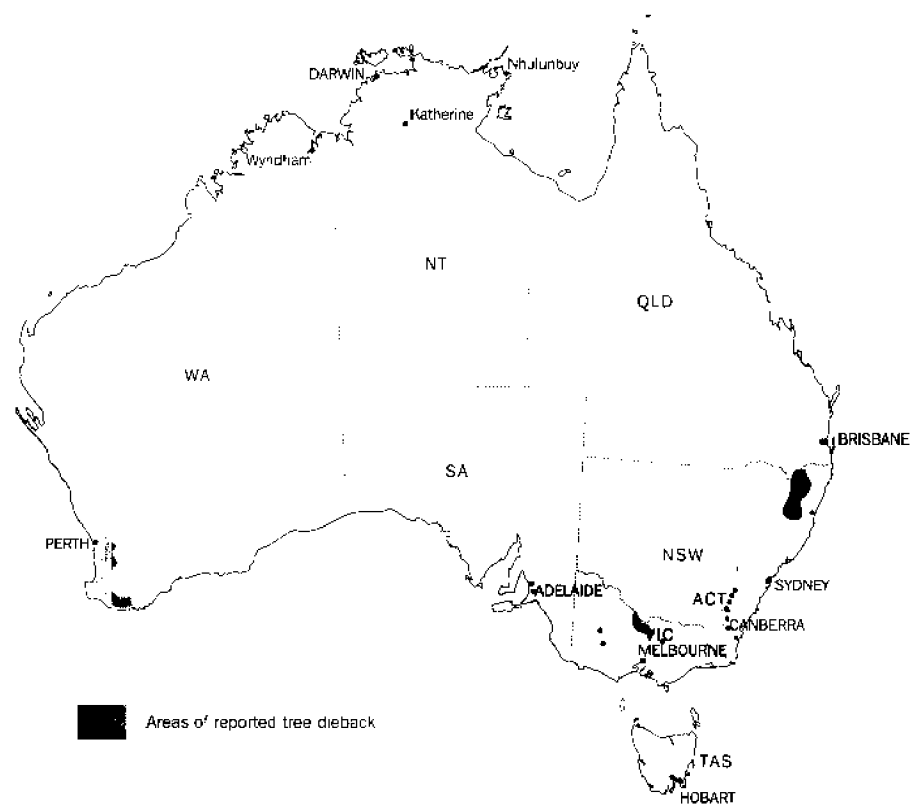 Nhulunbuy
DARWIN
Katherine
Wyndham
NT
QLD
WA
BRISBANE
SA
PERTH
NSW
SYDNEY
ADELAIDE
ACT
CANBERRA
VIC
MELBOURNE
Areas of reported tree dieback
TAS
HOBART